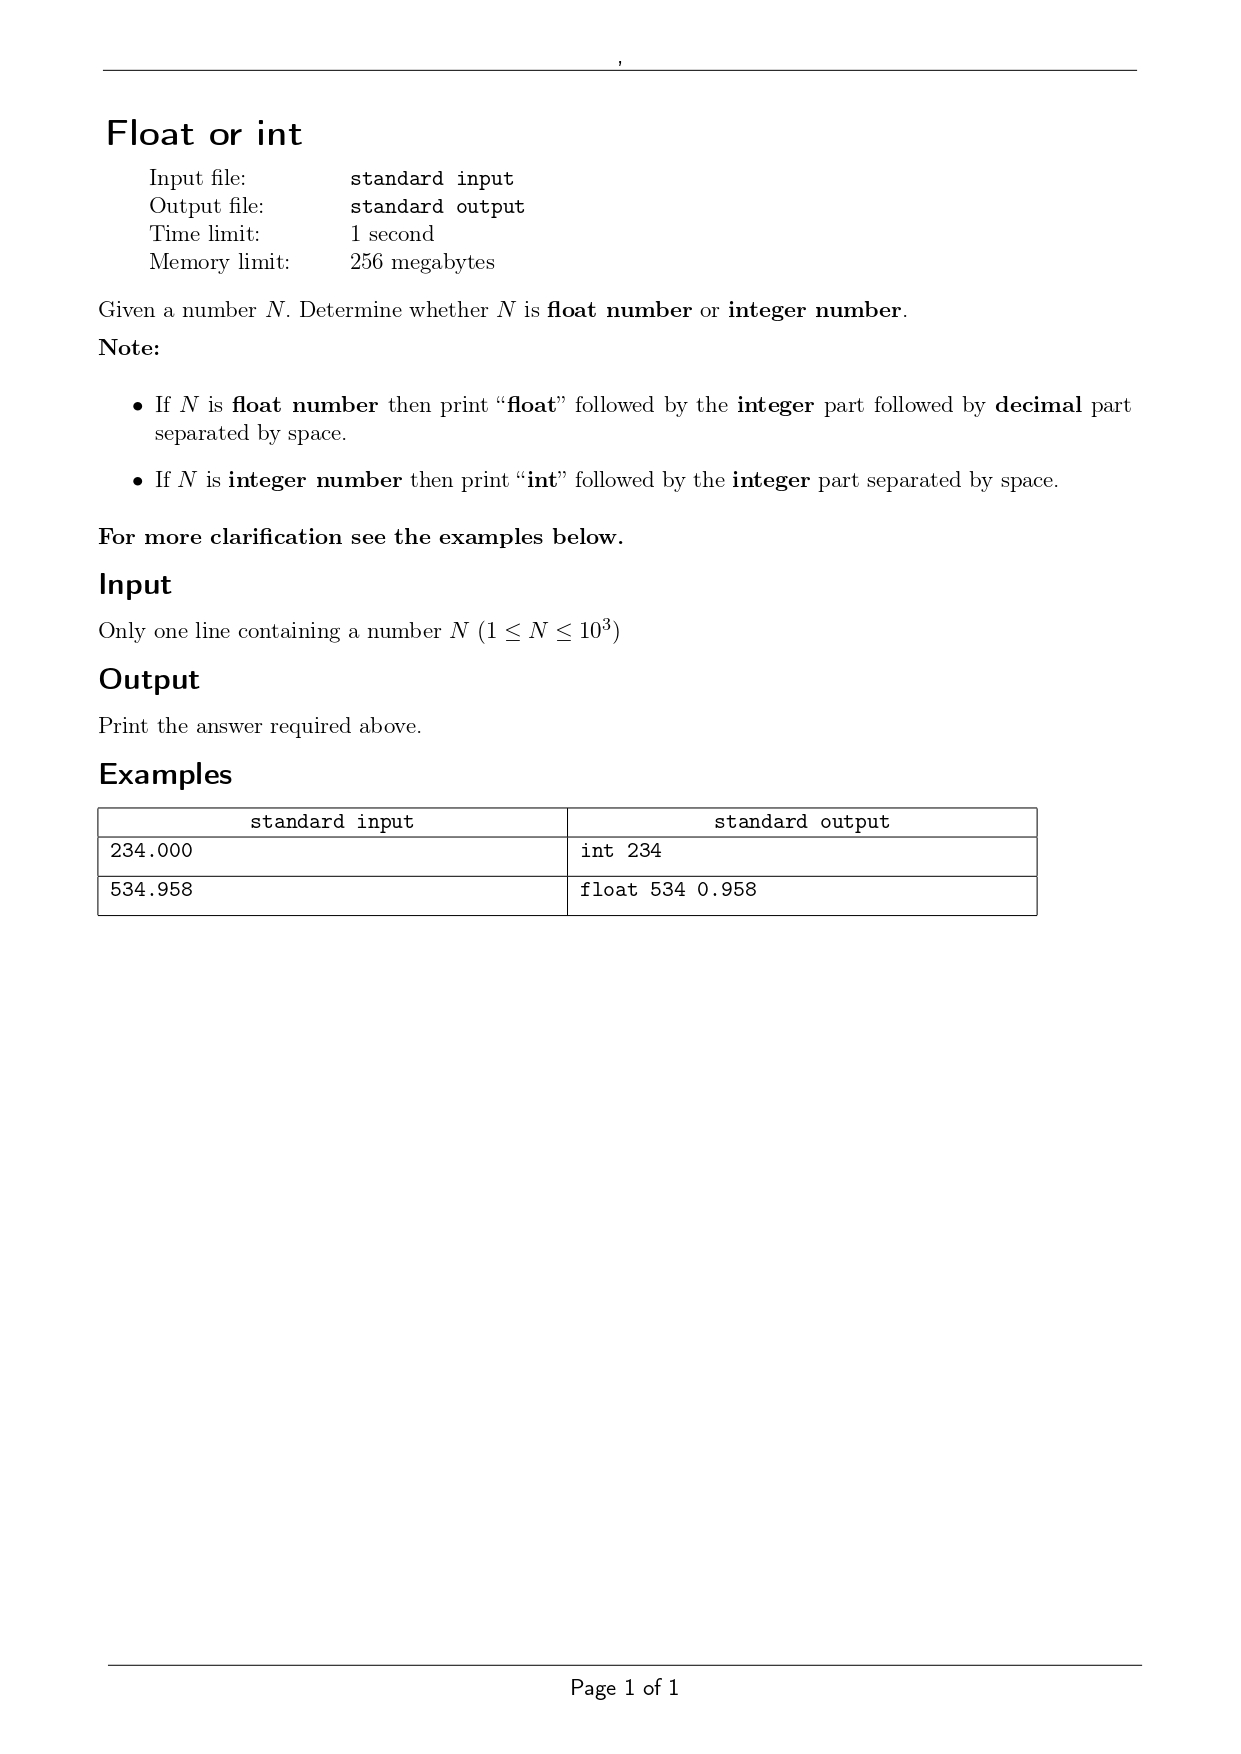 ,
Float or int
Input file: standard input
Output file: standard output
Time limit: 1 second
Memory limit: 256 megabytes
Given a number N. Determine whether N is float number or integer number.
Note:
• If N is float number then print “float” followed by the integer part followed by decimal part
separated by space.
• If N is integer number then print “int” followed by the integer part separated by space.
For more clarification see the examples below.
Input
Only one line containing a number N (1 ≤ N ≤ 10³)
Output
Print the answer required above.
Examples
standard input standard output
234.000 int 234
534.958 float 534 0.958
Page 1 of 1